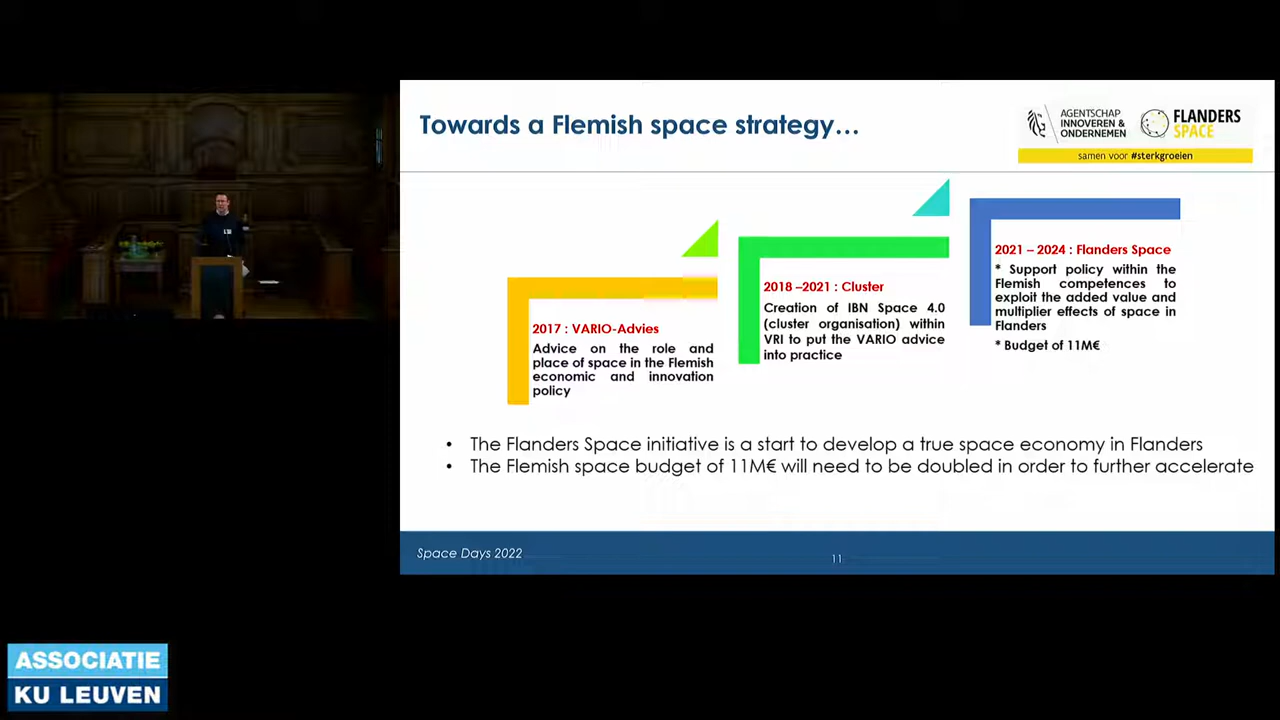 Towards a Flemish space strategy...
AGENTSCHAP
INNOVEREN &
ONDERNEMEN
FLANDERS
SPACE
samen voor #sterkgroeien
2017 : VARIO-Advies
Advice on the role and
place of space in the Flemish
economic and innovation
policy
2018 –2021 : Cluster
Creation of IBN Space 4.0
(cluster organisation) within
VRI to put the VARIO advice
into practice
2021 – 2024 : Flanders Space
* Support policy within the
Flemish competences to
exploit the added value and
multiplier effects of space in
Flanders
* Budget of 11M€
• The Flanders Space initiative is a start to develop a true space economy in Flanders
• The Flemish space budget of 11M€ will need to be doubled in order to further accelerate
Space Days 2022
11
ASSOCIATIE
KU LEUVEN